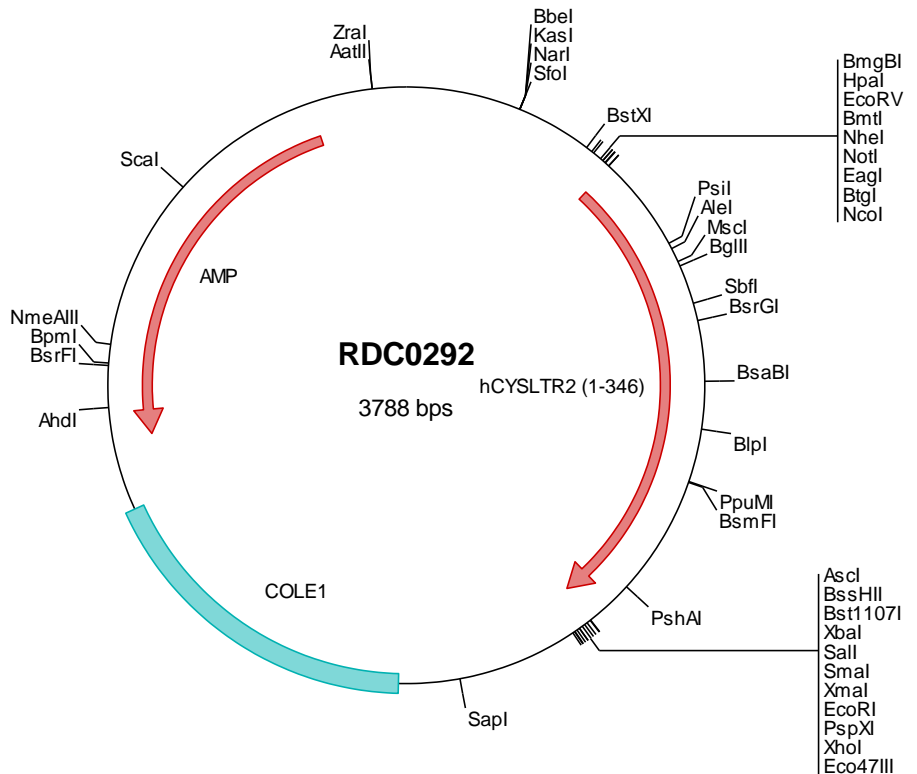 BbeI
KasI
NarI
SfoI
ZraI
AatII
BstXI
BmgBI
HpaI
EcoRV
BmtI
NheI
NotI
EagI
BtgI
NcoI
ScaI
PsiI
AleI
MscI
BglII
SbfI
BsrGI
AMP
NmeAIII
BpmI
BsrFI
RDC0292
hCYSLTR2 (1-346)
3788 bps
BsaBI
AhdI
BlpI
PpuMI
BsmFI
COLE1
PshAI
AscI
BssHII
Bst1107I
XbaI
SalI
SmaI
XmaI
EcoRI
PspXI
XhoI
Eco47III
SapI